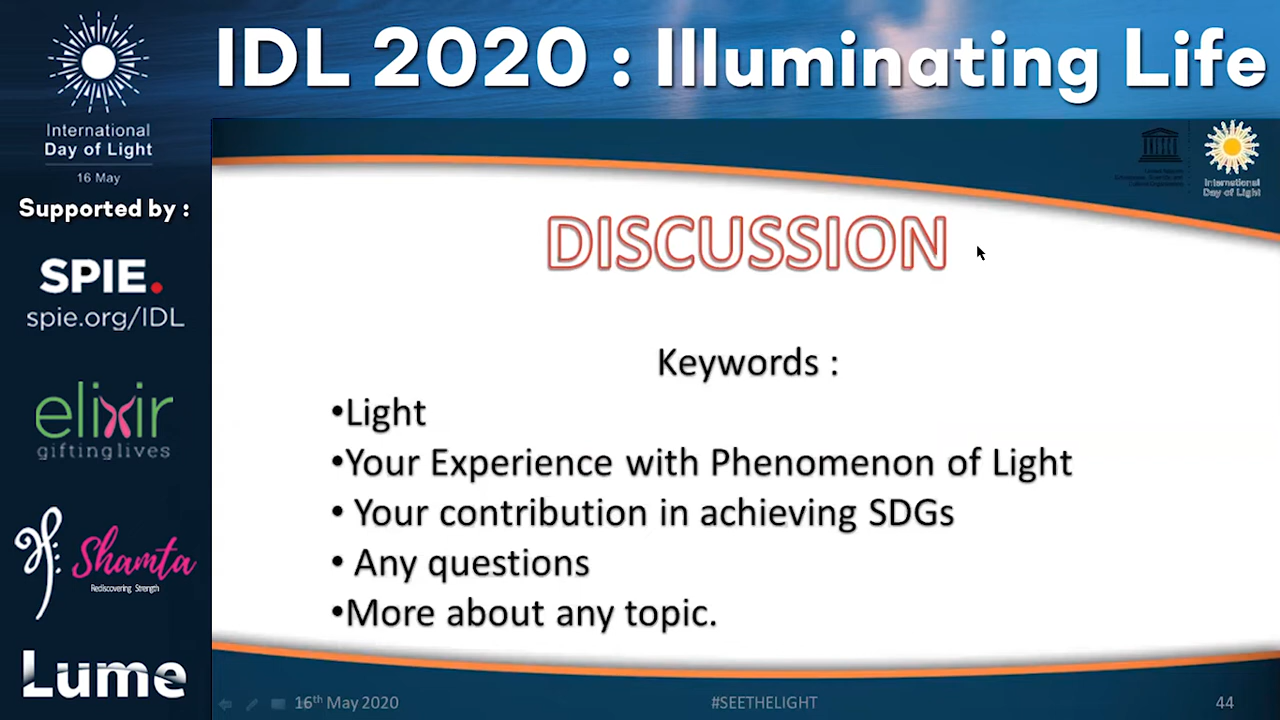 IDL 2020 : Illuminating Life
International
Day of Light
16 May
Supported by :
SPIE.
spie.org/IDL
elixir
giftinglives
Shamta
Rediscovering Strength
Lume
International
Day of Light
DISCUSSION
Keywords :
•Light
•Your Experience with Phenomenon of Light
• Your contribution in achieving SDGs
• Any questions
•More about any topic.
16th May 2020
#SEETHELIGHT
44